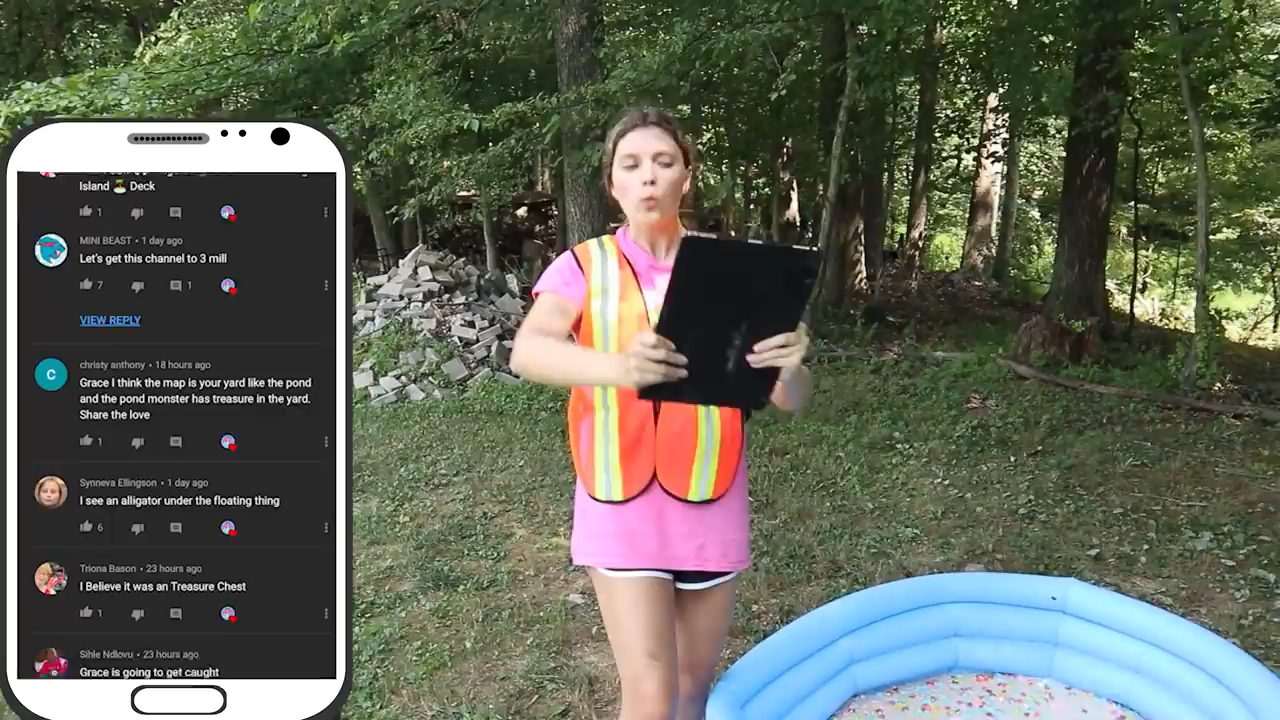 Island 🏝 Deck
1
MINI BEAST • 1 day ago
Let's get this channel to 3 mill
7 1
VIEW REPLY
C
christy anthony • 18 hours ago
Grace I think the map is your yard like the pond
and the pond monster has treasure in the yard.
Share the love
1
Synneva Ellingson • 1 day ago
I see an alligator under the floating thing
6
Triona Bason • 23 hours ago
I Believe it was an Treasure Chest
1
Sihle Ndlovu • 23 hours ago
Grace is going to get caught